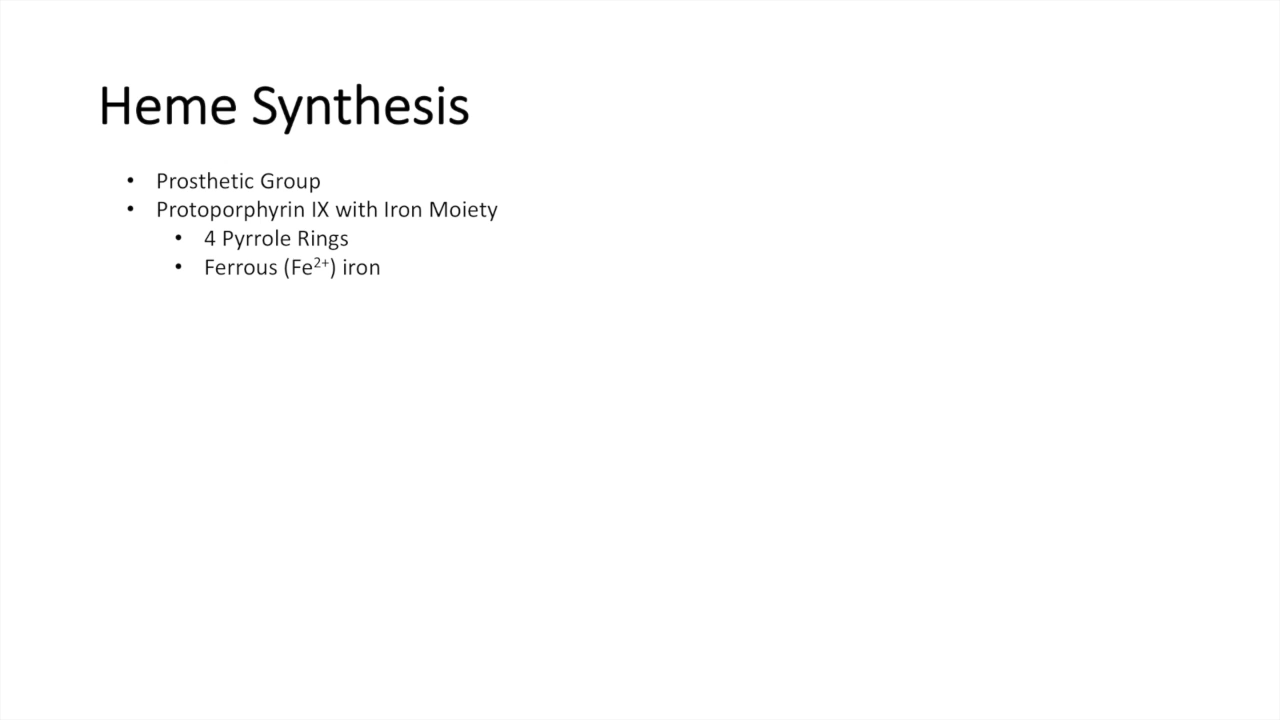 Heme Synthesis
• Prosthetic Group
• Protoporphyrin IX with Iron Moiety
• 4 Pyrrole Rings
• Ferrous (Fe²⁺) iron